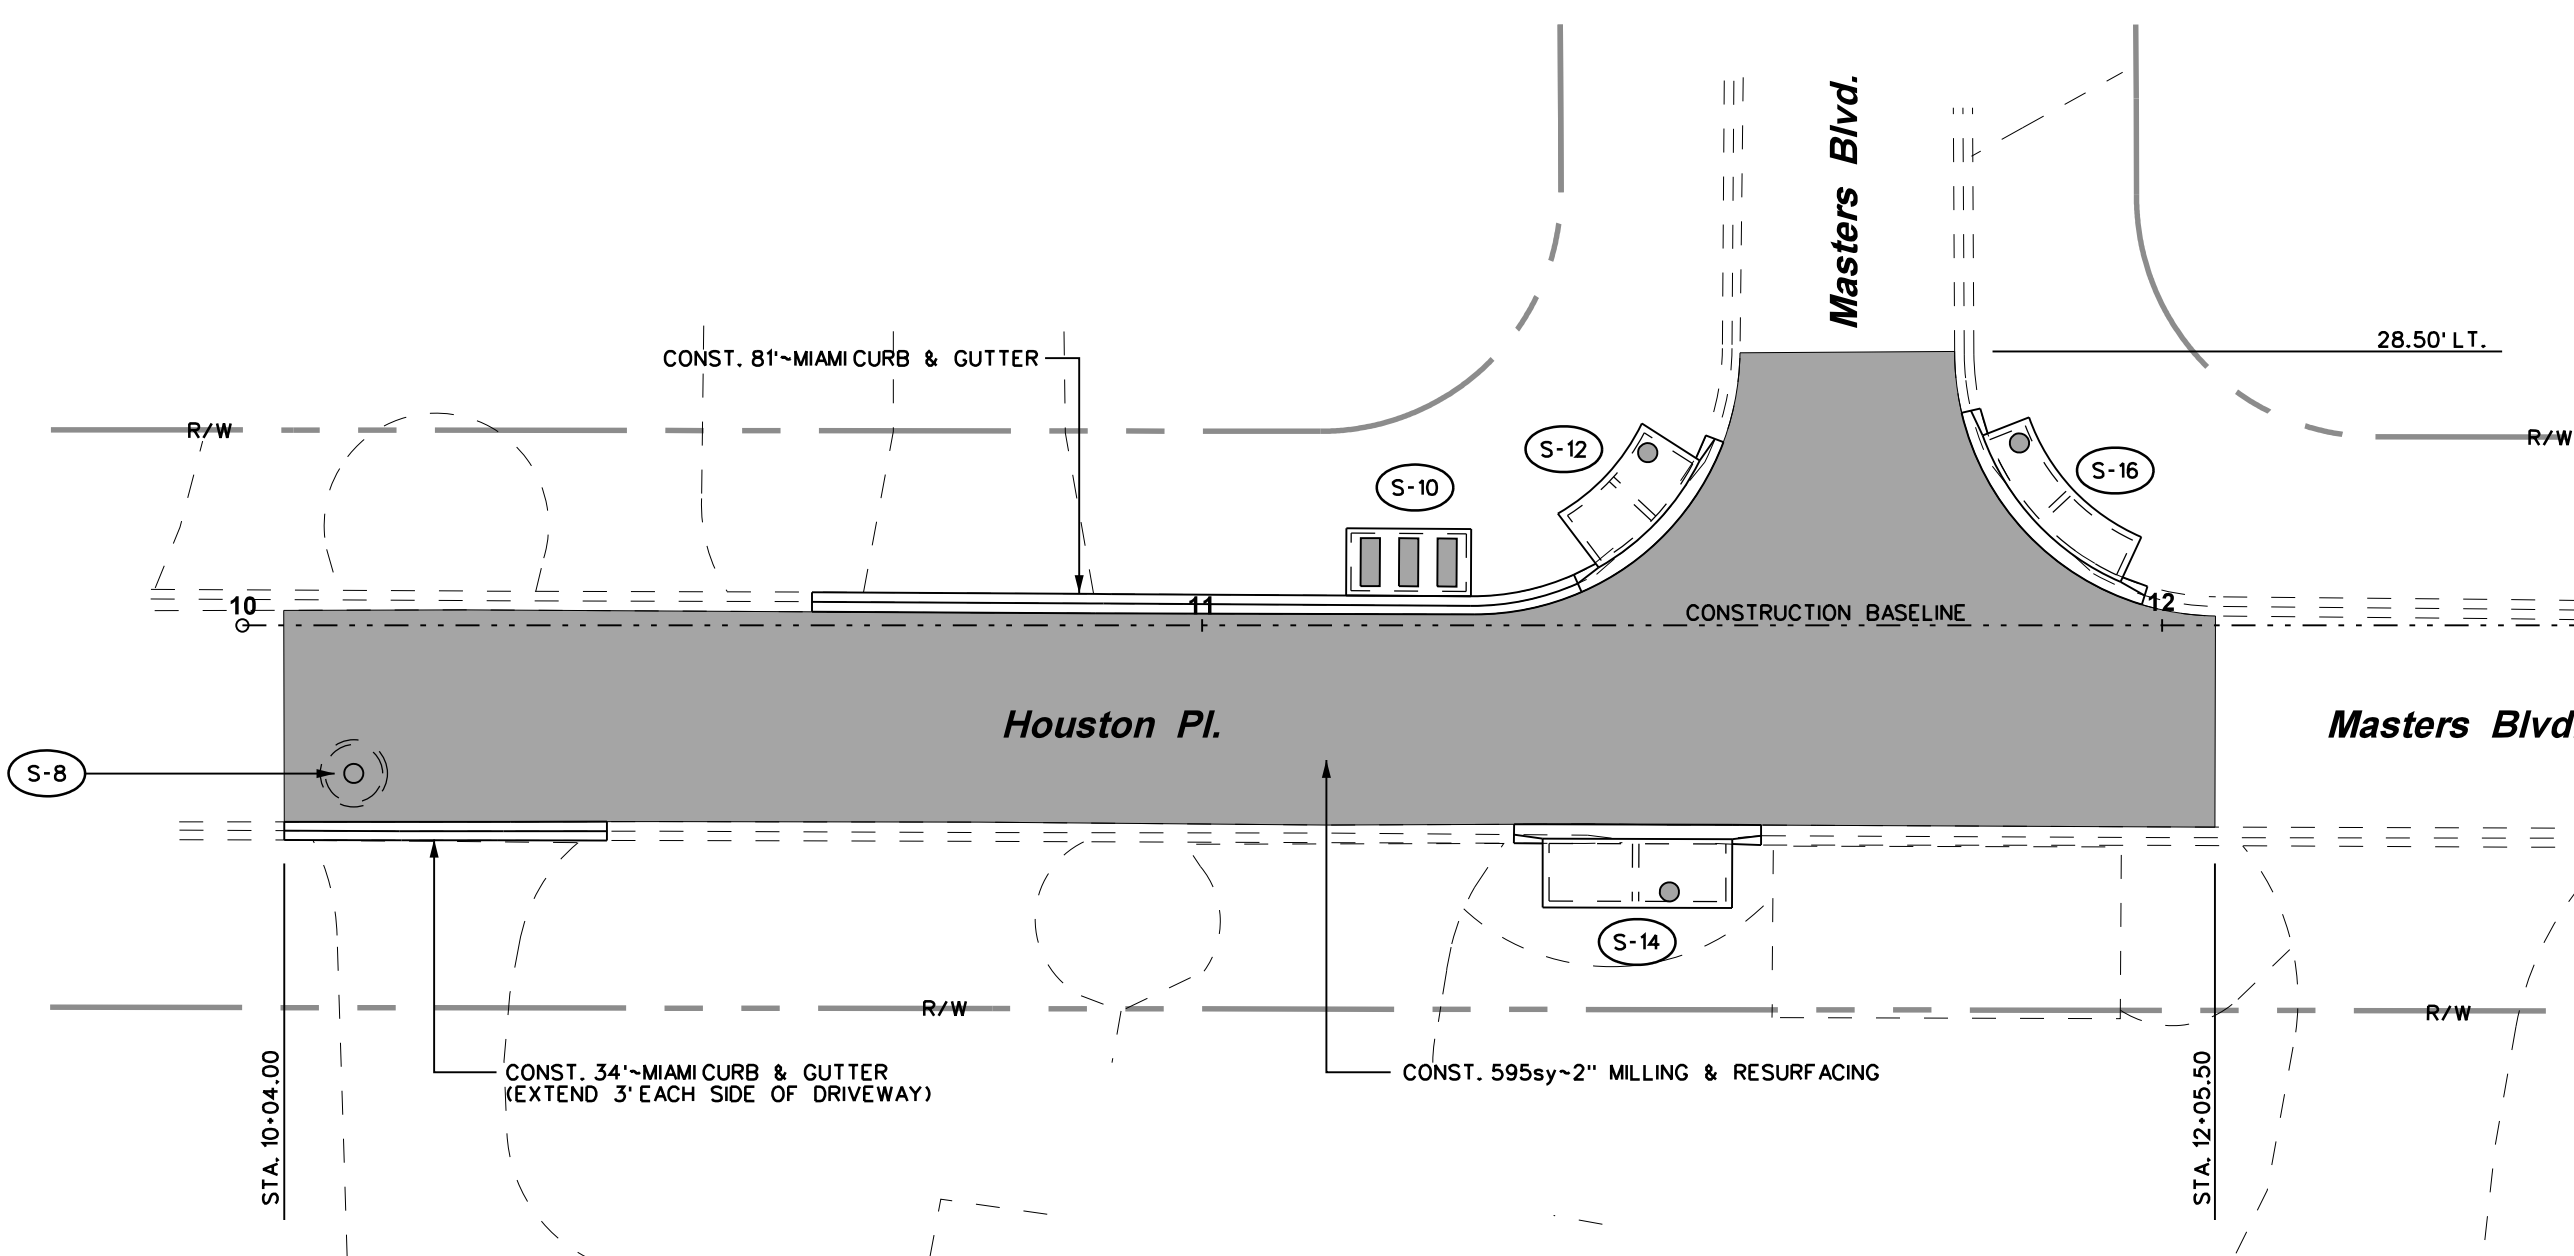 Masters Blvd.
28.50' LT.
CONST. 81'~MIAMI CURB & GUTTER
R/W
R/W
S-12
S-16
S-10
10
11
12
CONSTRUCTION BASELINE
Houston Pl.
Masters Blvd.
S-8
S-14
R/W
R/W
CONST. 34'~MIAMI CURB & GUTTER
(EXTEND 3' EACH SIDE OF DRIVEWAY)
CONST. 595sy~2" MILLING & RESURFACING
STA. 10+04.00
STA. 12+05.50